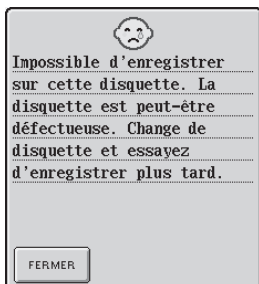 Impossible d'enregistrer
sur cette disquette. La
disquette est peut-être
défectueuse. Change de
disquette et essayez
d'enregistrer plus tard.
FERMER